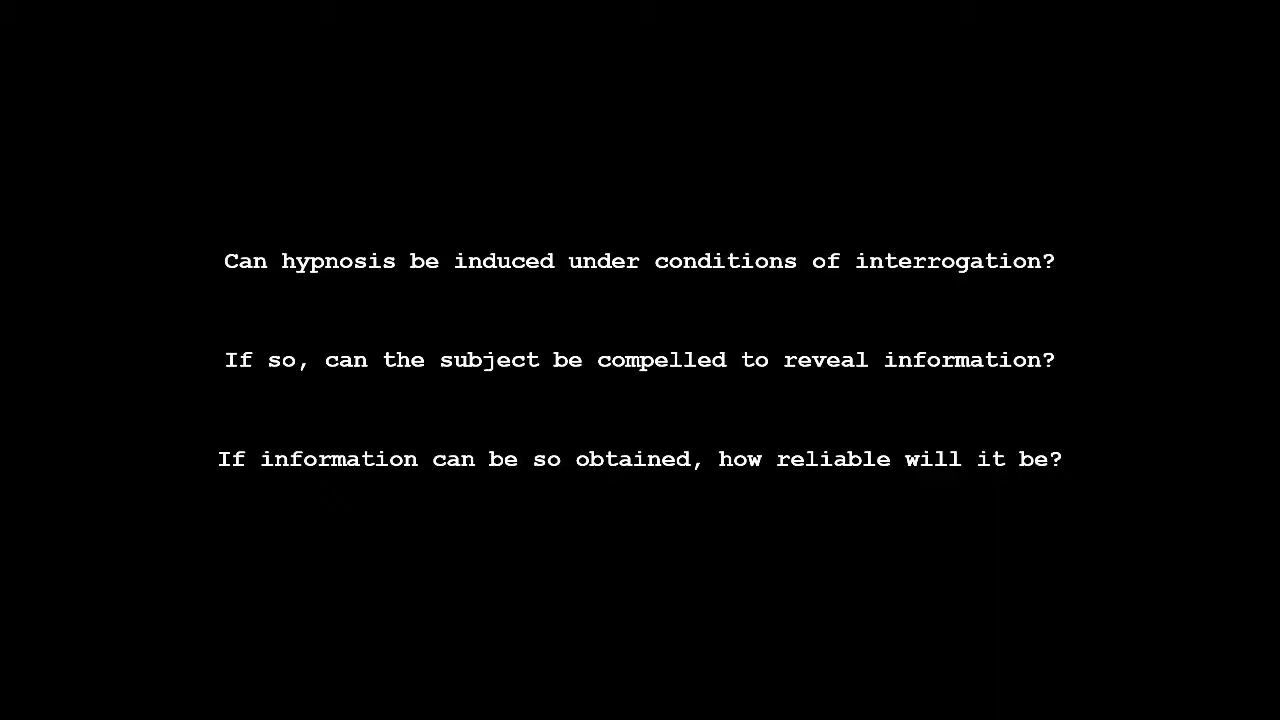 Can hypnosis be induced under conditions of interrogation?
If so, can the subject be compelled to reveal information?
If information can be so obtained, how reliable will it be?